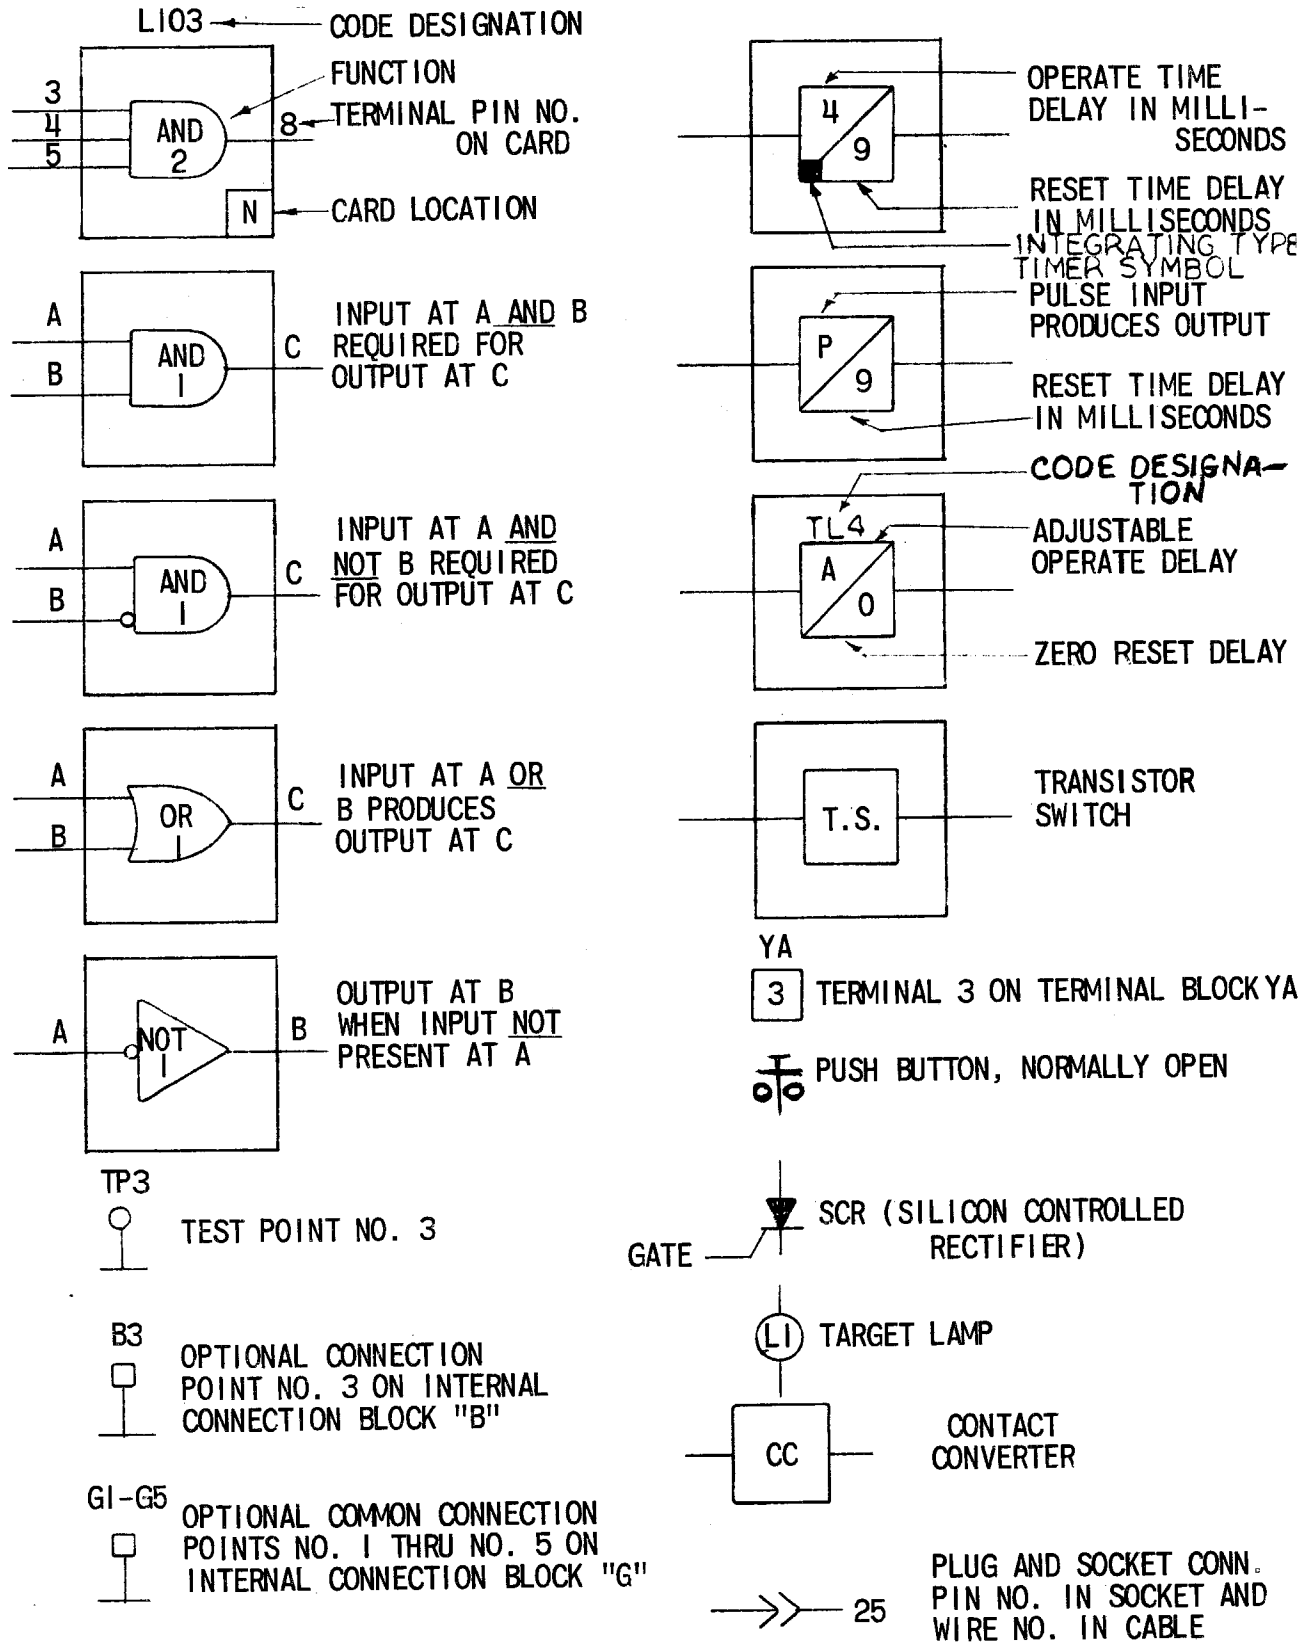 L103
CODE DESIGNATION
FUNCTION
3
4
5
AND
2
8
TERMINAL PIN NO.
ON CARD
N
CARD LOCATION
A
B
AND
1
C
INPUT AT A AND B
REQUIRED FOR
OUTPUT AT C
A
B
AND
1
C
INPUT AT A AND
NOT B REQUIRED
FOR OUTPUT AT C
A
B
OR
1
C
INPUT AT A OR
B PRODUCES
OUTPUT AT C
A
NOT
1
B
OUTPUT AT B
WHEN INPUT NOT
PRESENT AT A
TP3
TEST POINT NO. 3
B3
OPTIONAL CONNECTION
POINT NO. 3 ON INTERNAL
CONNECTION BLOCK "B"
G1-G5
OPTIONAL COMMON CONNECTION
POINTS NO. 1 THRU NO. 5 ON
INTERNAL CONNECTION BLOCK "G"
4
9
OPERATE TIME
DELAY IN MILLI-
SECONDS
RESET TIME DELAY
IN MILLISECONDS
INTEGRATING TYPE
TIMER SYMBOL
P
9
PULSE INPUT
PRODUCES OUTPUT
RESET TIME DELAY
IN MILLISECONDS
CODE DESIGNA-
TION
TL4
A
0
ADJUSTABLE
OPERATE DELAY
ZERO RESET DELAY
T.S.
TRANSISTOR
SWITCH
YA
3
TERMINAL 3 ON TERMINAL BLOCK YA
PUSH BUTTON, NORMALLY OPEN
GATE
SCR (SILICON CONTROLLED
RECTIFIER)
L1
TARGET LAMP
CC
CONTACT
CONVERTER
25
PLUG AND SOCKET CONN.
PIN NO. IN SOCKET AND
WIRE NO. IN CABLE